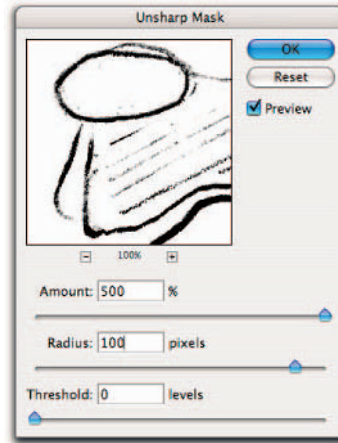 Unsharp Mask
OK
Reset
Preview
100%
Amount: 500 %
Radius: 100 pixels
Threshold: 0 levels